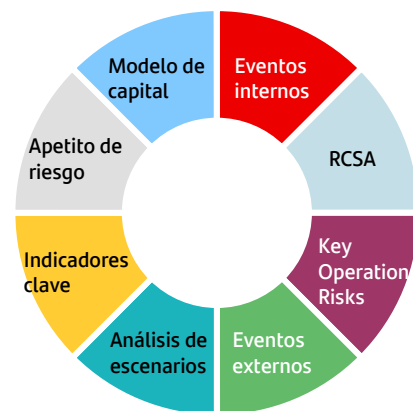 Modelo de
capital
Eventos
internos
RCSA
Key
Operation
Risks
Eventos
externos
Análisis de
escenarios
Indicadores
clave
Apetito de
riesgo